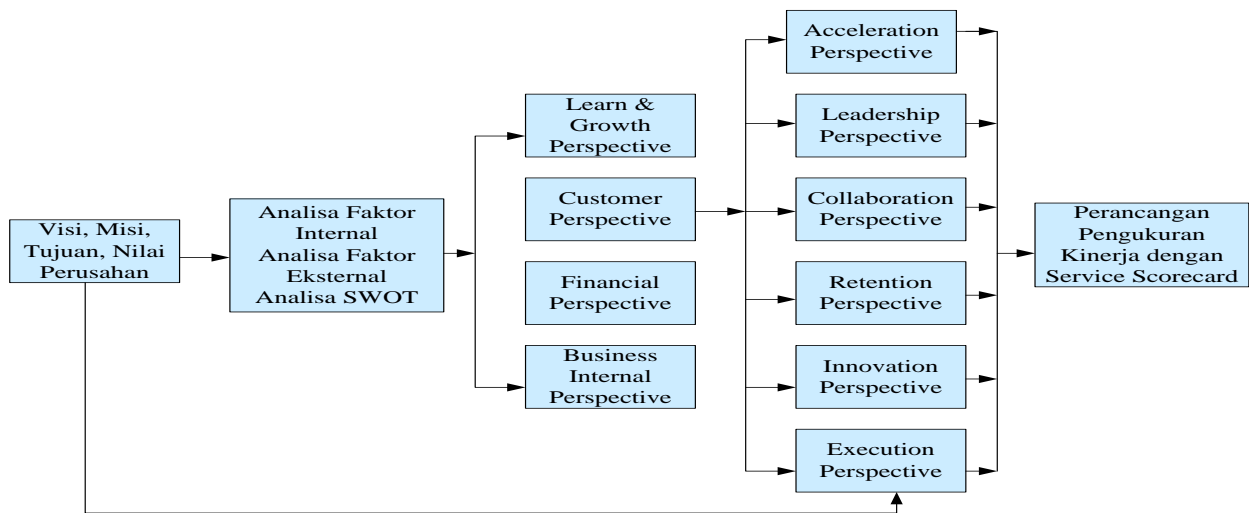 Visi, Misi,
Tujuan, Nilai
Perusahan
Analisa Faktor
Internal
Analisa Faktor
Eksternal
Analisa SWOT
Learn &
Growth
Perspective
Customer
Perspective
Financial
Perspective
Business
Internal
Perspective
Acceleration
Perspective
Leadership
Perspective
Collaboration
Perspective
Retention
Perspective
Innovation
Perspective
Execution
Perspective
Perancangan
Pengukuran
Kinerja dengan
Service Scorecard